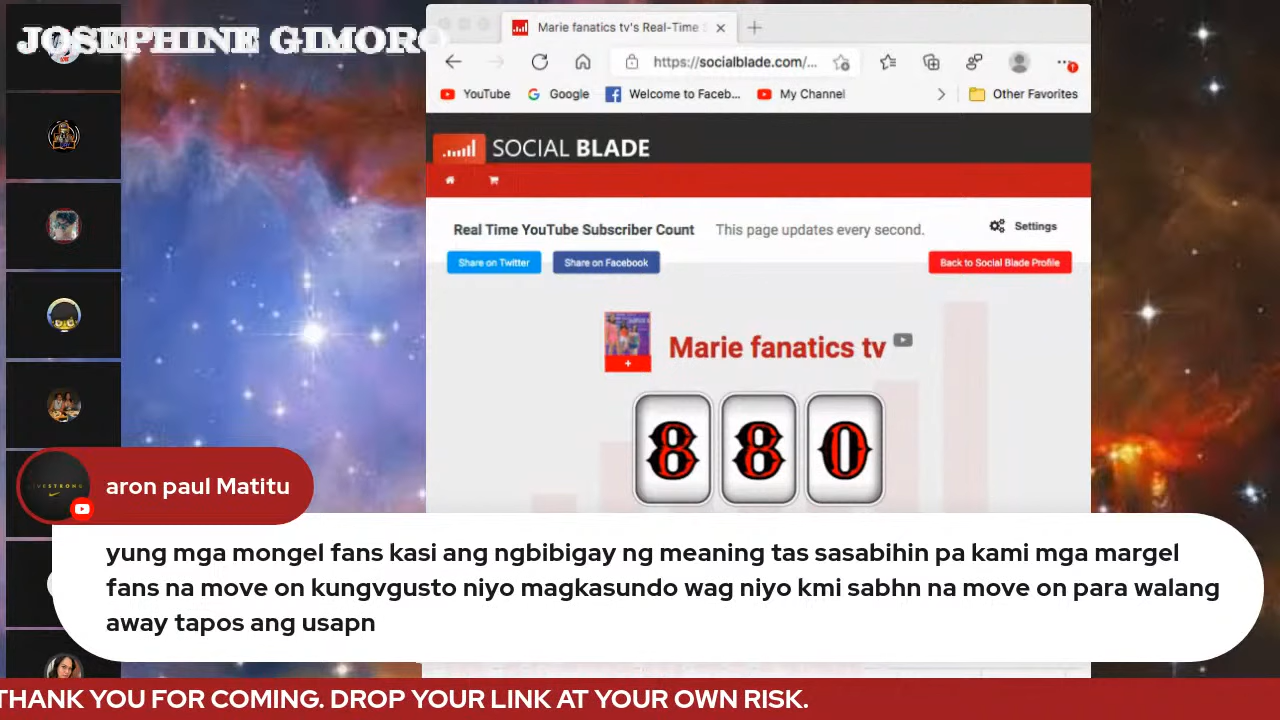 JOSEPHINE GIMORO
Marie fanatics tv's Real-Time
https://socialblade.com/...
YouTube
Google
Welcome to Faceb...
My Channel
Other Favorites
SOCIAL BLADE
Real Time YouTube Subscriber Count
This page updates every second.
Settings
Share on Twitter
Share on Facebook
Back to Social Blade Profile
Marie fanatics tv
880
aron paul Matitu
yung mga mongel fans kasi ang ngbibigay ng meaning tas sasabihin pa kami mga margel
fans na move on kungvgusto niyo magkasundo wag niyo kmi sabhn na move on para walang
away tapos ang usapn
THANK YOU FOR COMING. DROP YOUR LINK AT YOUR OWN RISK.